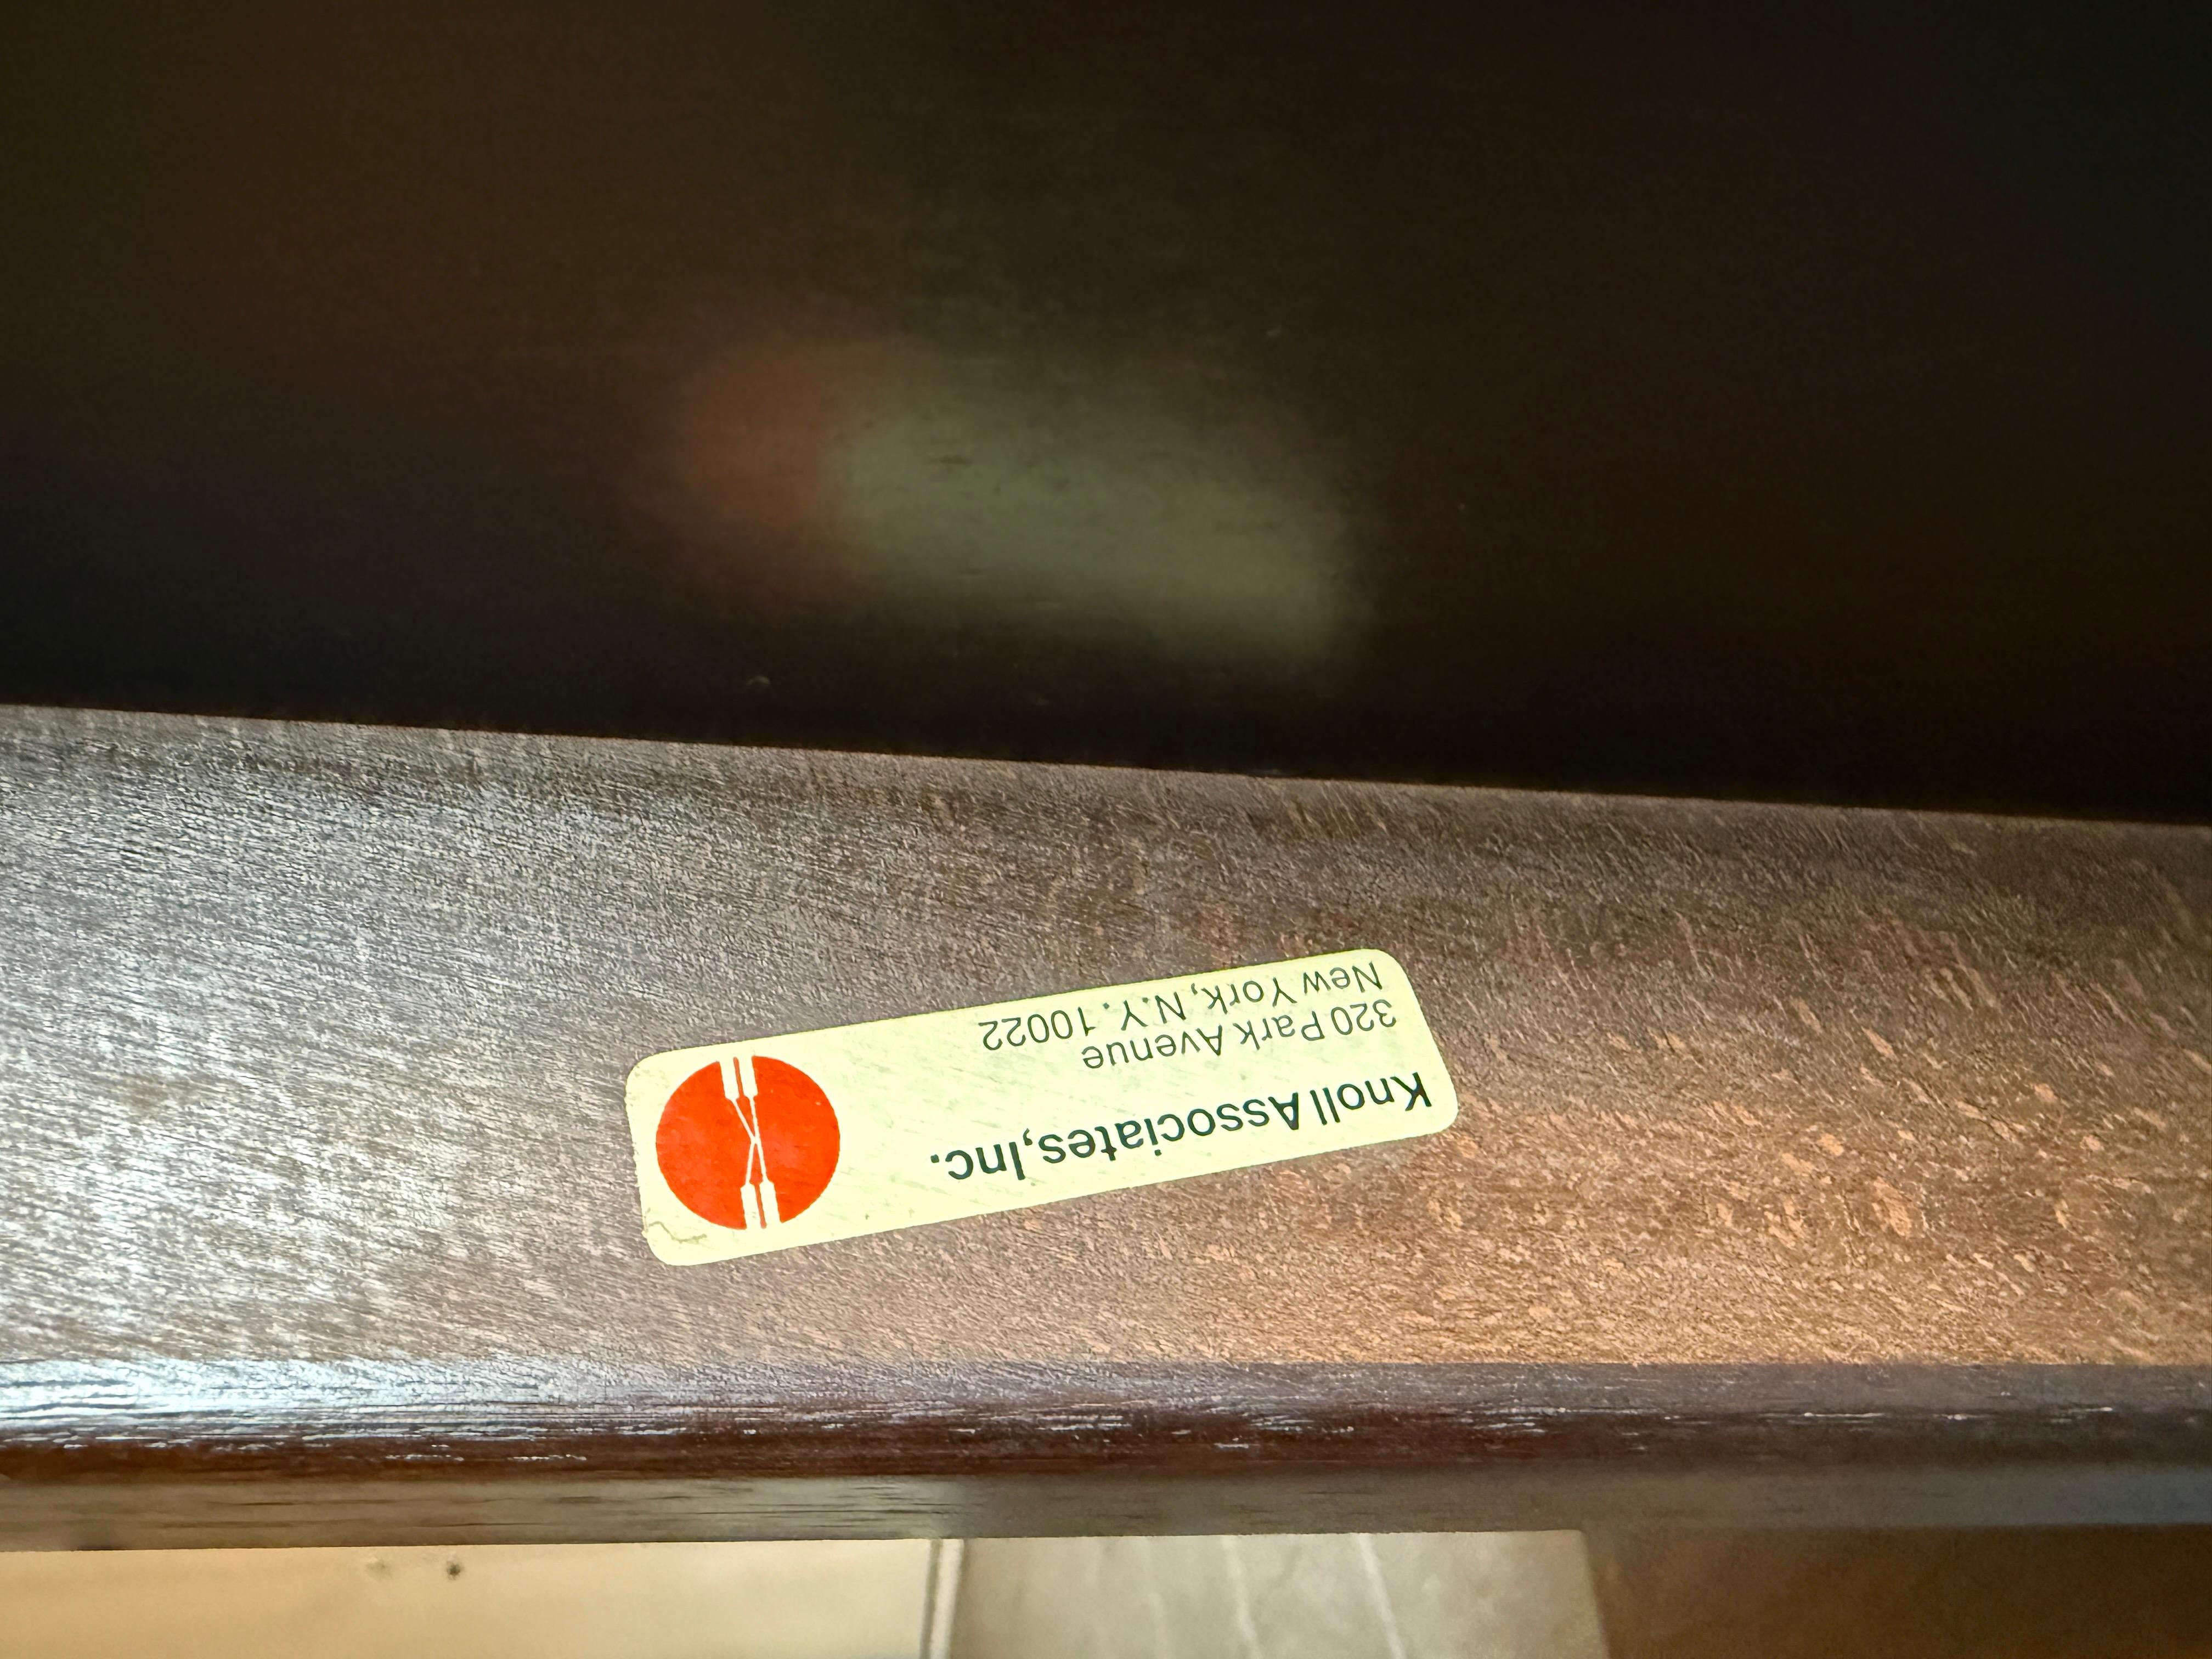 Knoll Associates, Inc.
320 Park Avenue
New York, N.Y. 10022